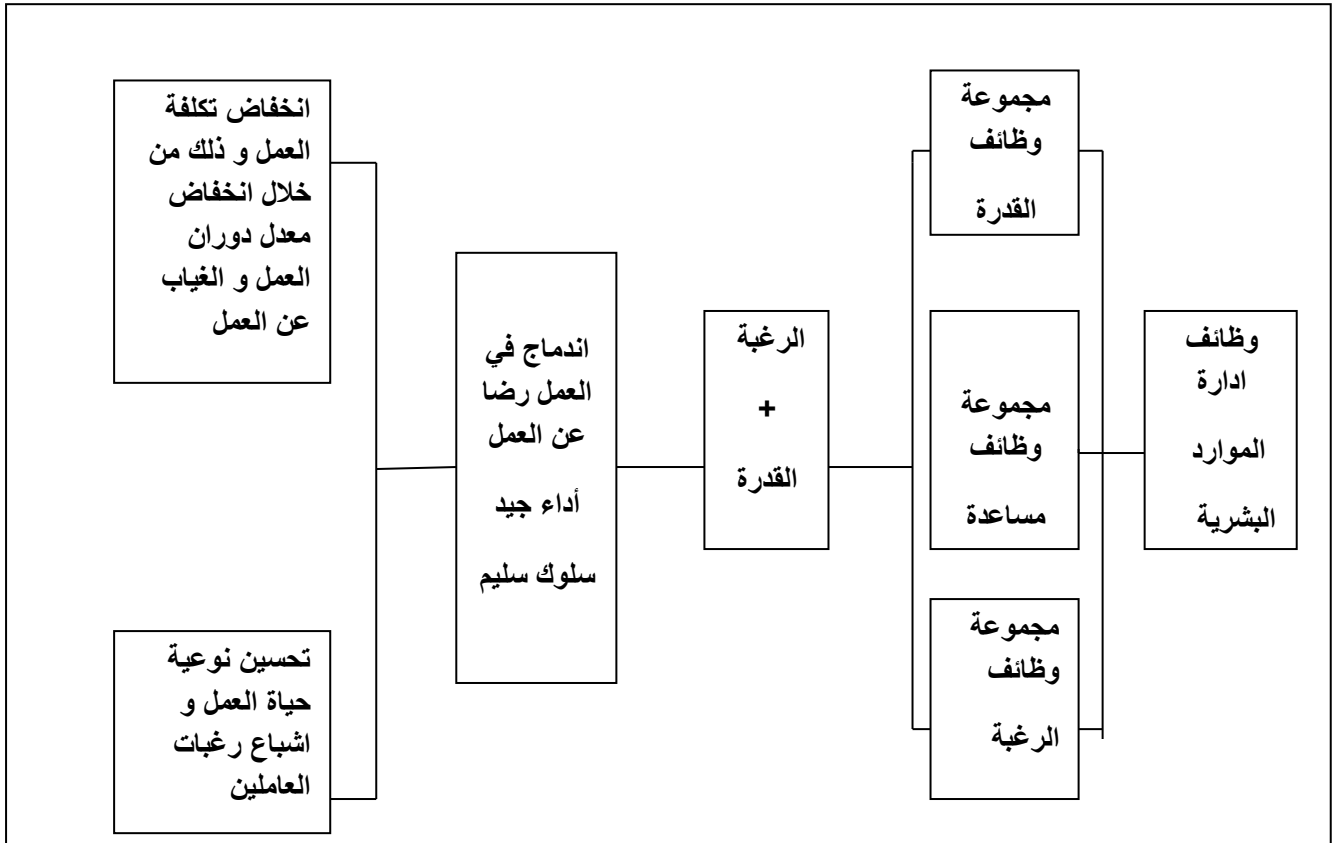 وظائف
ادارة
الموارد
البشرية
مجموعة
وظائف
القدرة
مجموعة
وظائف
مساعدة
مجموعة
وظائف
الرغبة
الرغبة
+
القدرة
اندماج في
العمل رضا
عن العمل
أداء جيد
سلوك سليم
انخفاض تكلفة
العمل و ذلك من
خلال انخفاض
معدل دوران
العمل و الغياب
عن العمل
تحسين نوعية
حياة العمل و
اشباع رغبات
العاملين